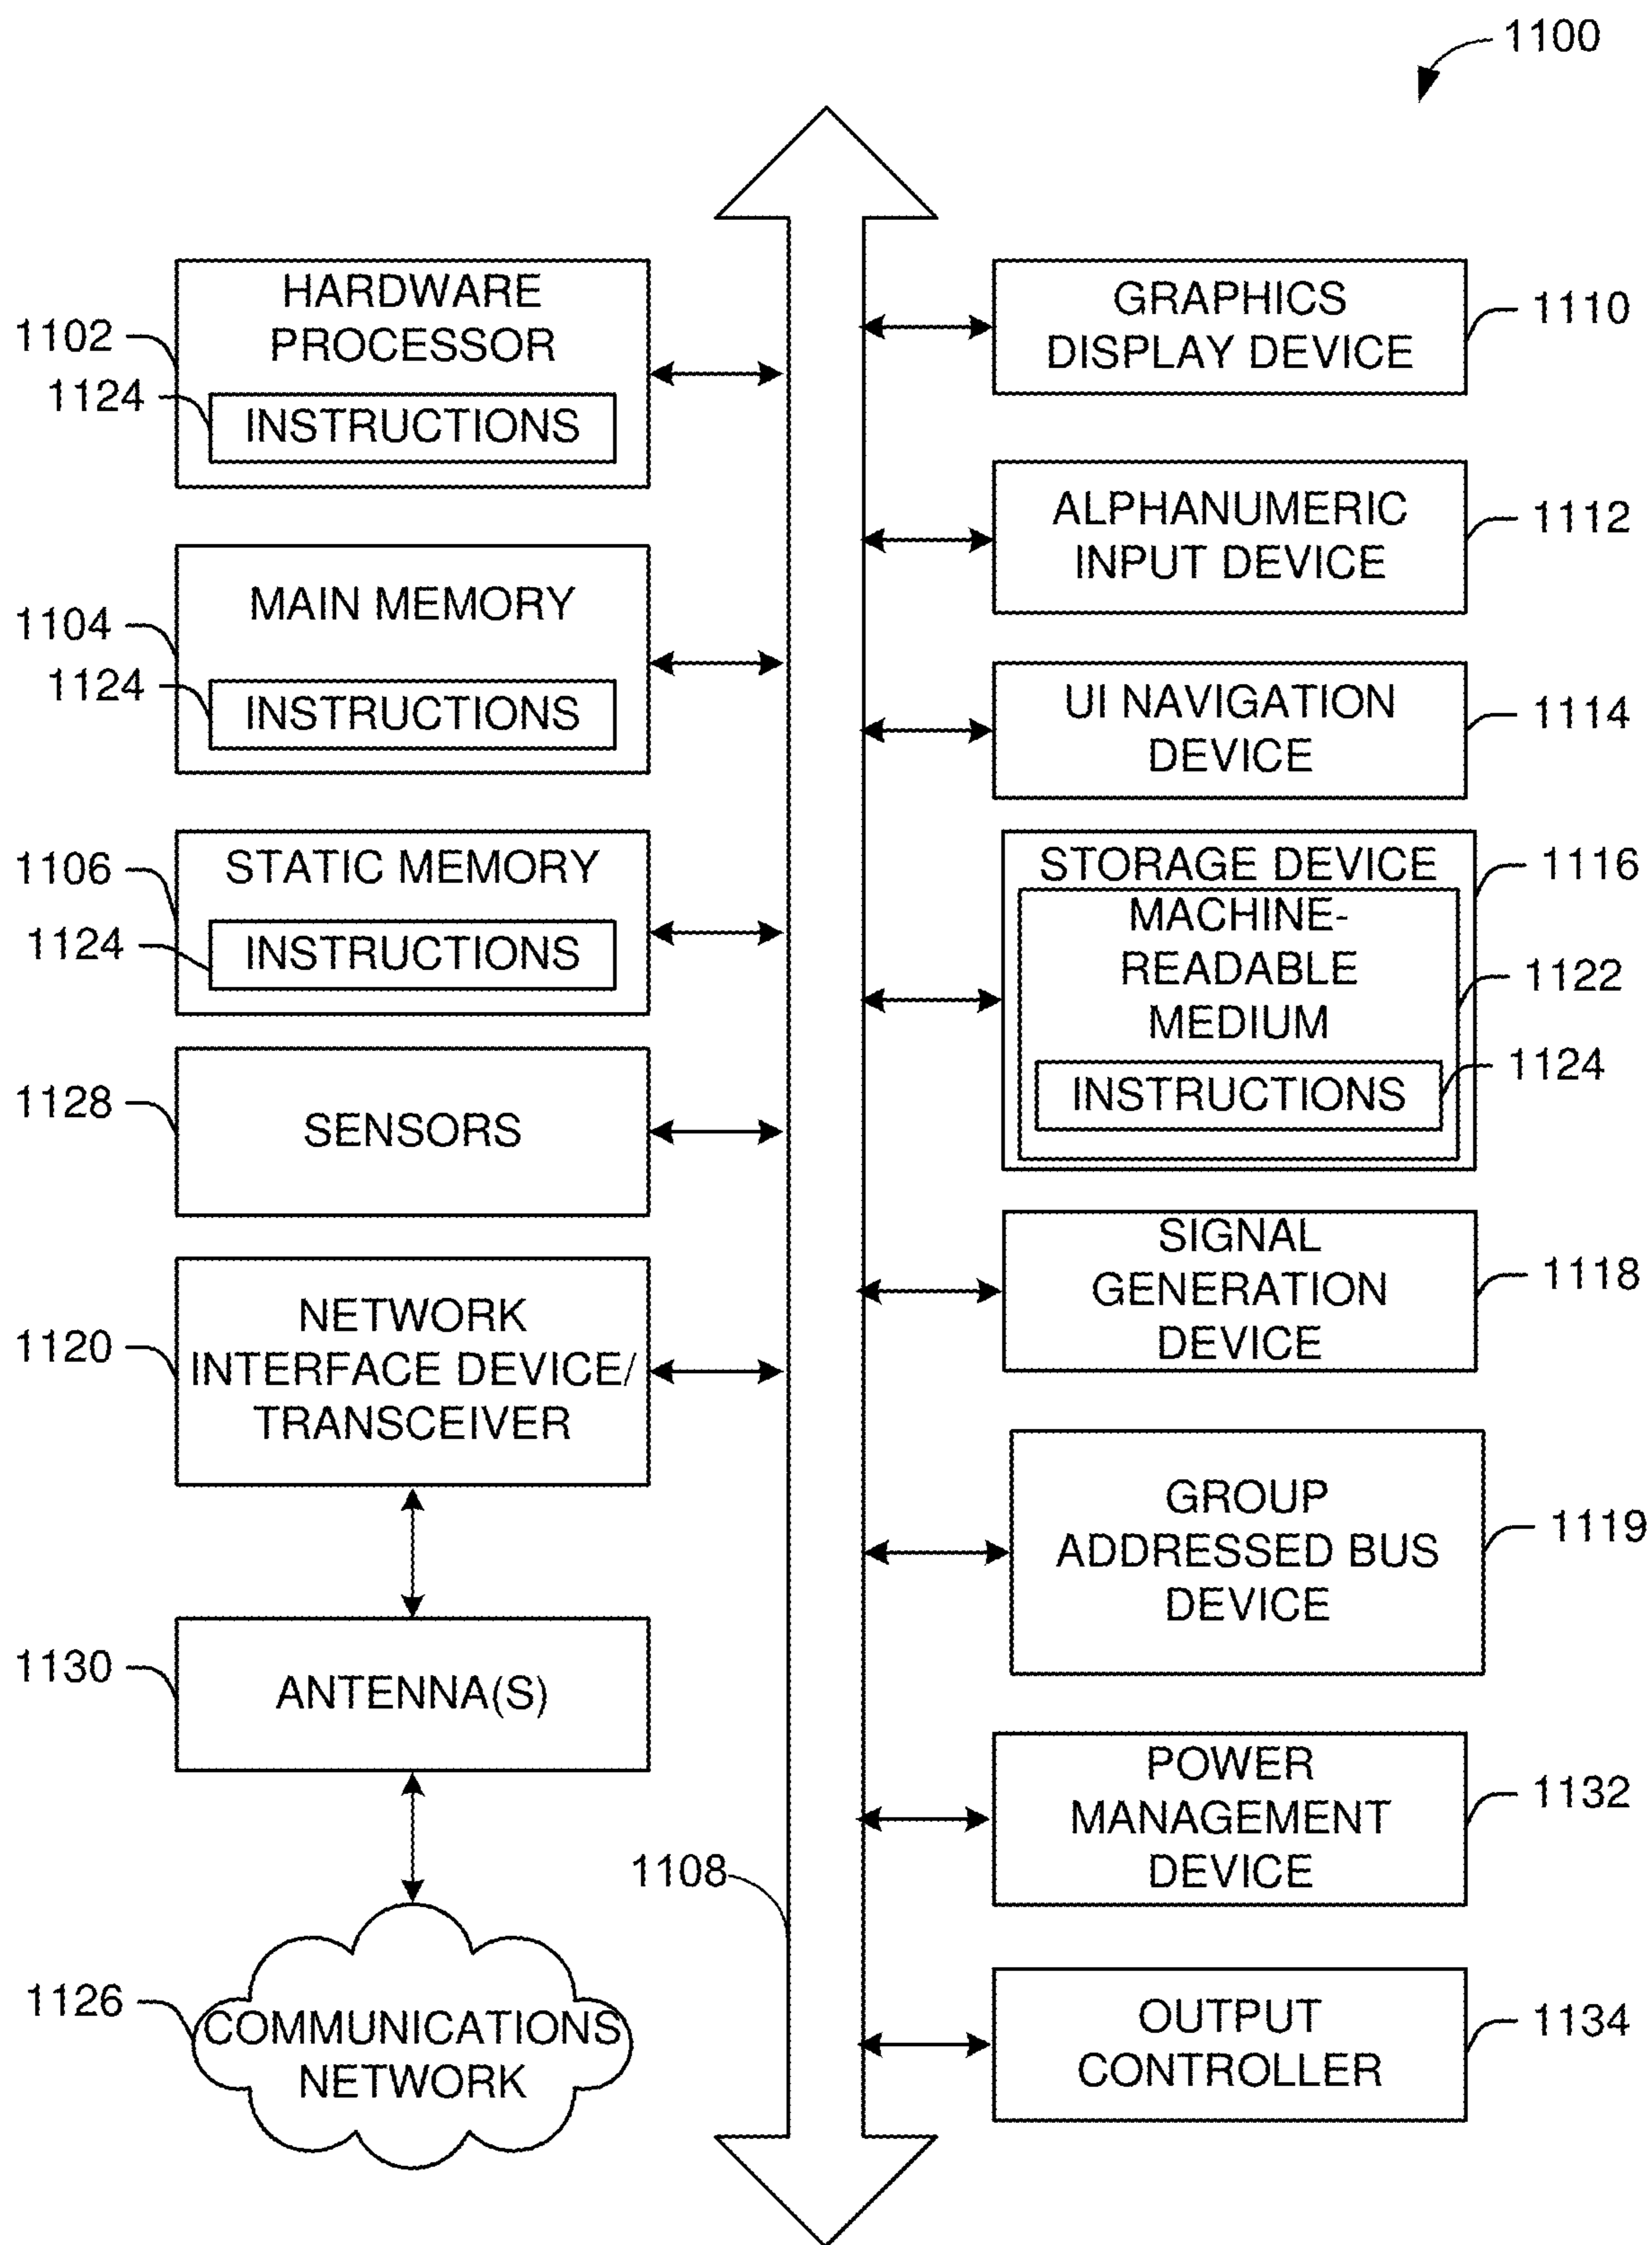 1100
HARDWARE
PROCESSOR
1102
1124
INSTRUCTIONS
MAIN MEMORY
1104
1124
INSTRUCTIONS
STATIC MEMORY
1106
1124
INSTRUCTIONS
1128
SENSORS
NETWORK
INTERFACE DEVICE/
TRANSCEIVER
1120
1130
ANTENNA(S)
1108
1126
COMMUNICATIONS
NETWORK
GRAPHICS
DISPLAY DEVICE
1110
ALPHANUMERIC
INPUT DEVICE
1112
UI NAVIGATION
DEVICE
1114
STORAGE DEVICE
1116
MACHINE-
READABLE
MEDIUM
1122
INSTRUCTIONS
1124
SIGNAL
GENERATION
DEVICE
1118
GROUP
ADDRESSED BUS
DEVICE
1119
POWER
MANAGEMENT
DEVICE
1132
OUTPUT
CONTROLLER
1134